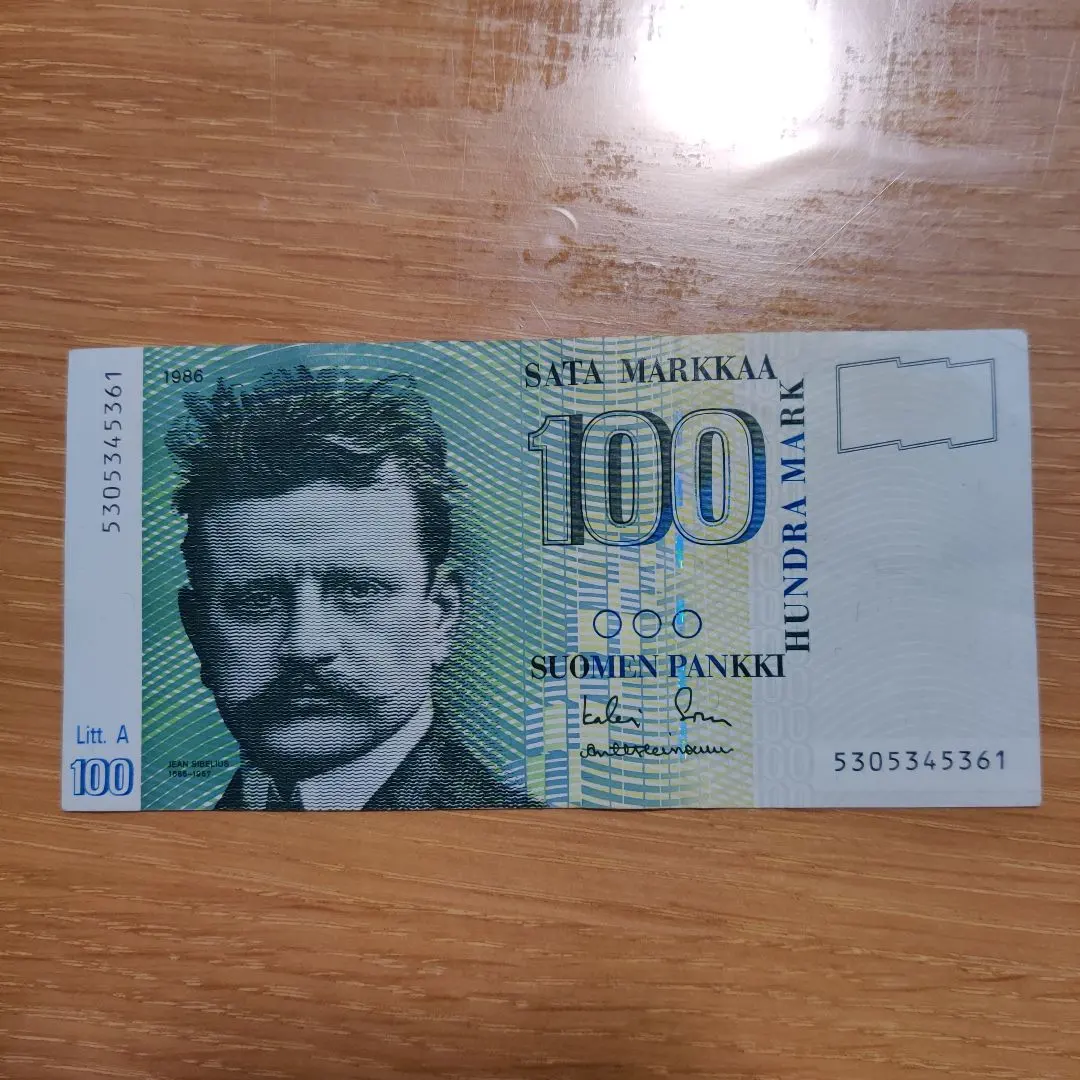 5305345361
1986
Litt. A
100
JEAN SIBELIUS
1865-1957
SATA MARKKAA
100
HUNDRA MARK
SUOMEN PANKKI
5305345361